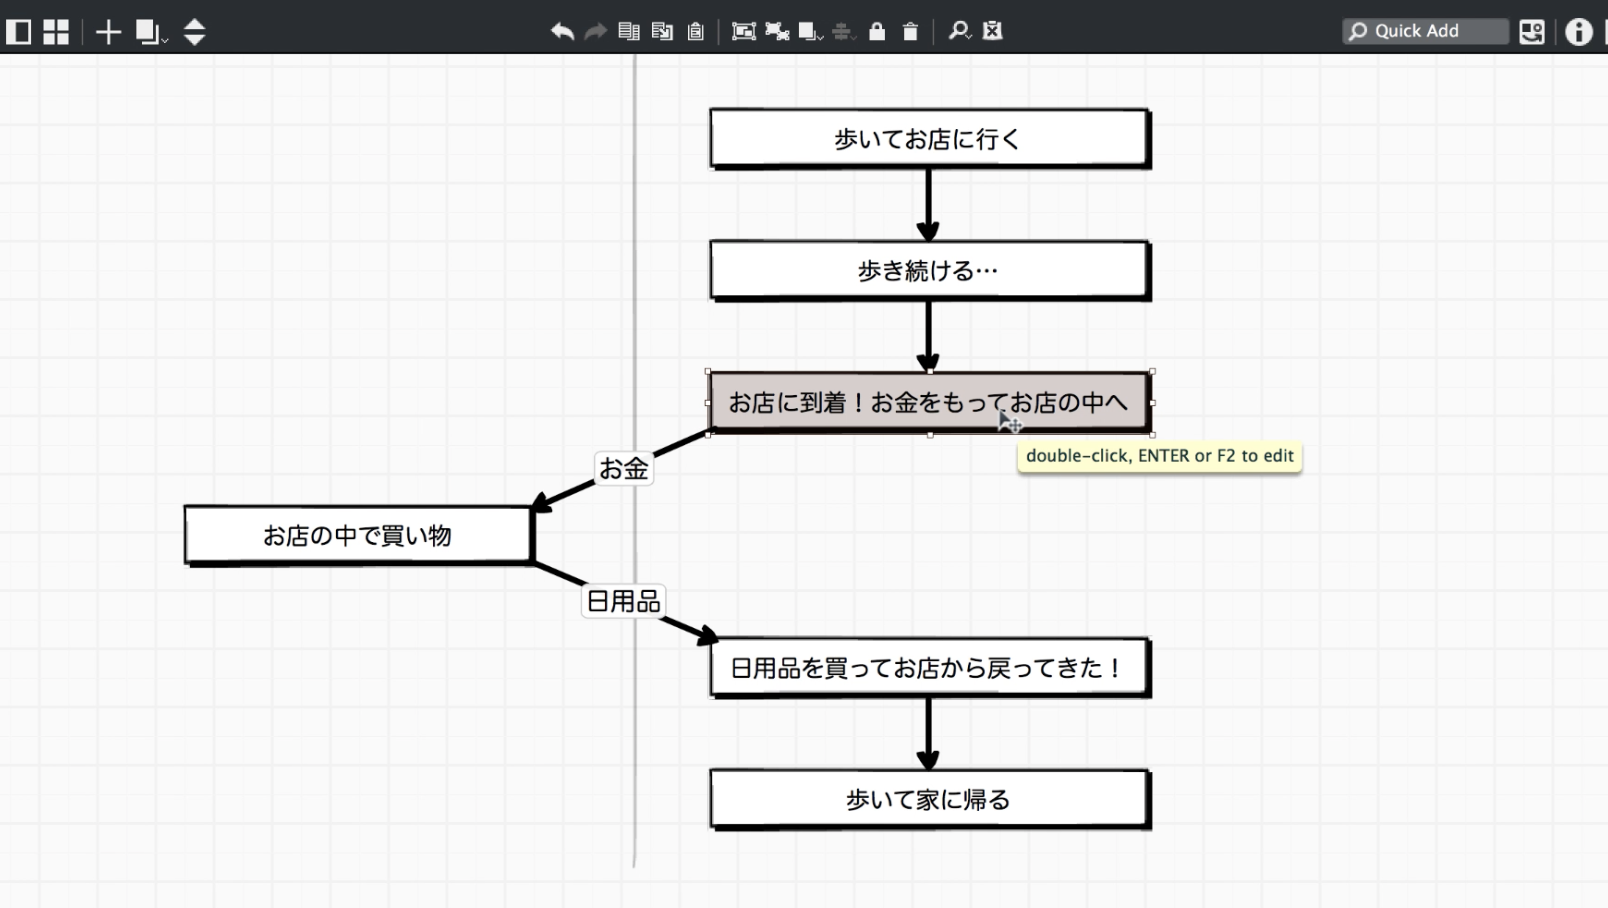 Quick Add
歩いてお店に行く
歩き続ける…
お店に到着！お金をもってお店の中へ
double-click, ENTER or F2 to edit
お金
お店の中で買い物
日用品
日用品を買ってお店から戻ってきた！
歩いて家に帰る